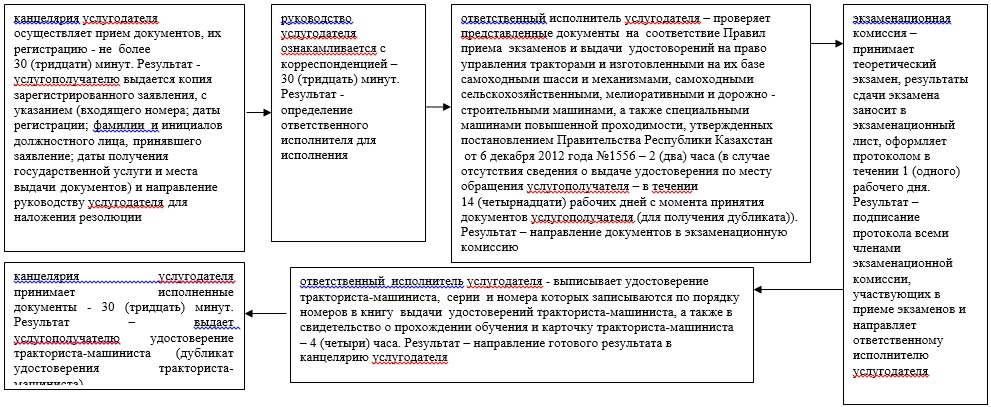 канцелярия услугодателя
осуществляет прием документов, их
регистрацию - не более
30 (тридцати) минут. Результат -
услугополучателю выдается копия
зарегистрированного заявления, с
указанием (входящего номера; даты
регистрации; фамилии и инициалов
должностного лица, принявшего
заявление; даты получения
государственной услуги и места
выдачи документов) и направление
руководству услугодателя для
наложения резолюции
руководство
услугодателя
ознакамливается с
корреспонденцией –
30 (тридцать) минут.
Результат -
определение
ответственного
исполнителя для
исполнения
ответственный исполнитель услугодателя – проверяет
представленные документы на соответствие Правил
приема экзаменов и выдачи удостоворений на право
управления тракторами и изготовленными на их базе
самоходными шасси и механизмами, самоходными
сельскохозяйственными, мелиоративными и дорожно -
строительными машинами, а также специальными
машинами повышенной проходимости, утвержденных
постановлением Правительства Республики Казахстан
от 6 декабря 2012 года №1556 – 2 (два) часа (в случае
отсутствия сведения о выдаче удостоверения по месту
обращения услугополучателя – в течении
14 (четырнадцати) рабочих дней с момента принятия
документов услугополучателя (для получения дубликата)).
Результат – направление документов в экзаменационную
комиссию
экзаменационная
комиссия –
принимает
теоретический
экзамен, результаты
сдачи экзамена
заносит в
экзаменационный
лист, оформляет
протоколом в
течении 1 (одного)
рабочего дня.
Результат –
подписание
протокола всеми
членами
экзаменационной
комиссии,
участвующих в
приеме экзаменов и
направляет
ответственному
исполнителю
услугодателя
ответственный исполнитель услугодателя - выписывает удостоверение
тракториста-машиниста, серии и номера которых записываются по порядку
номеров в книгу выдачи удостоверений тракториста-машиниста, а также в
свидетельство о прохождении обучения и карточку тракториста-машиниста
– 4 (четыри) часа. Результат – направление готового результата в
канцелярию услугодателя
канцелярия услугодателя
принимает исполненные
документы - 30 (тридцать) минут.
Результат – выдает
услугополучателю удостоверение
тракториста-машиниста (дубликат
удостоверения тракториста-
машиниста)